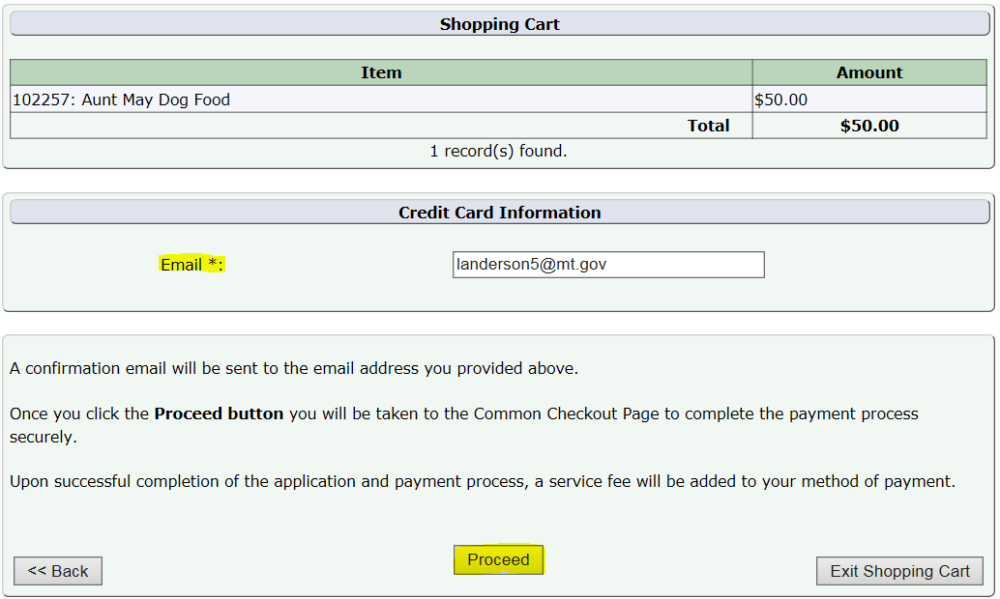 Shopping Cart
Item Amount
102257: Aunt May Dog Food $50.00
Total $50.00
1 record(s) found.
Credit Card Information
Email *: landerson5@mt.gov
A confirmation email will be sent to the email address you provided above.
Once you click the Proceed button you will be taken to the Common Checkout Page to complete the payment process
securely.
Upon successful completion of the application and payment process, a service fee will be added to your method of payment.
<< Back Proceed Exit Shopping Cart